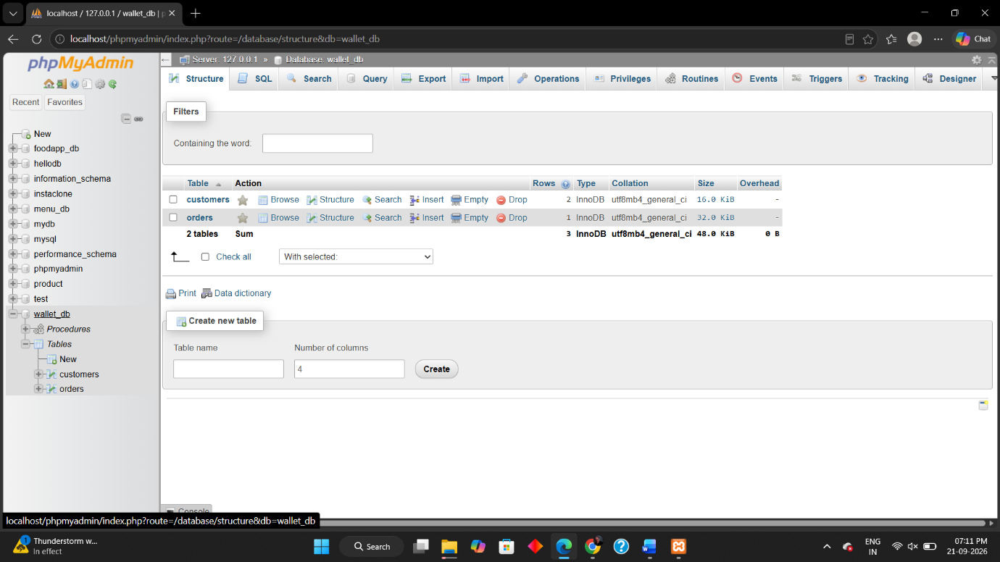 localhost / 127.0.0.1 / wallet_db | p
localhost/phpmyadmin/index.php?route=/database/structure&db=wallet_db
Chat
phpMyAdmin
Recent Favorites
New
foodapp_db
hellodb
information_schema
instaclone
menu_db
mydb
mysql
performance_schema
phpmyadmin
product
test
wallet_db
Procedures
Tables
New
customers
orders
Server: 127.0.0.1 » Database: wallet_db
Structure SQL Search Query Export Import Operations Privileges Routines Events Triggers Tracking Designer
Filters
Containing the word:
Table Action Rows Type Collation Size Overhead
customers Browse Structure Search Insert Empty Drop 2 InnoDB utf8mb4_general_ci 16.0 KiB -
orders Browse Structure Search Insert Empty Drop 1 InnoDB utf8mb4_general_ci 32.0 KiB -
2 tables Sum 3 InnoDB utf8mb4_general_ci 48.0 KiB 0 B
Check all With selected:
Print Data dictionary
Create new table
Table name Number of columns
4 Create
Console
localhost/phpmyadmin/index.php?route=/database/structure&db=wallet_db
1 Thunderstorm w...
In effect
Search
ENG
IN
07:11 PM
21-09-2026